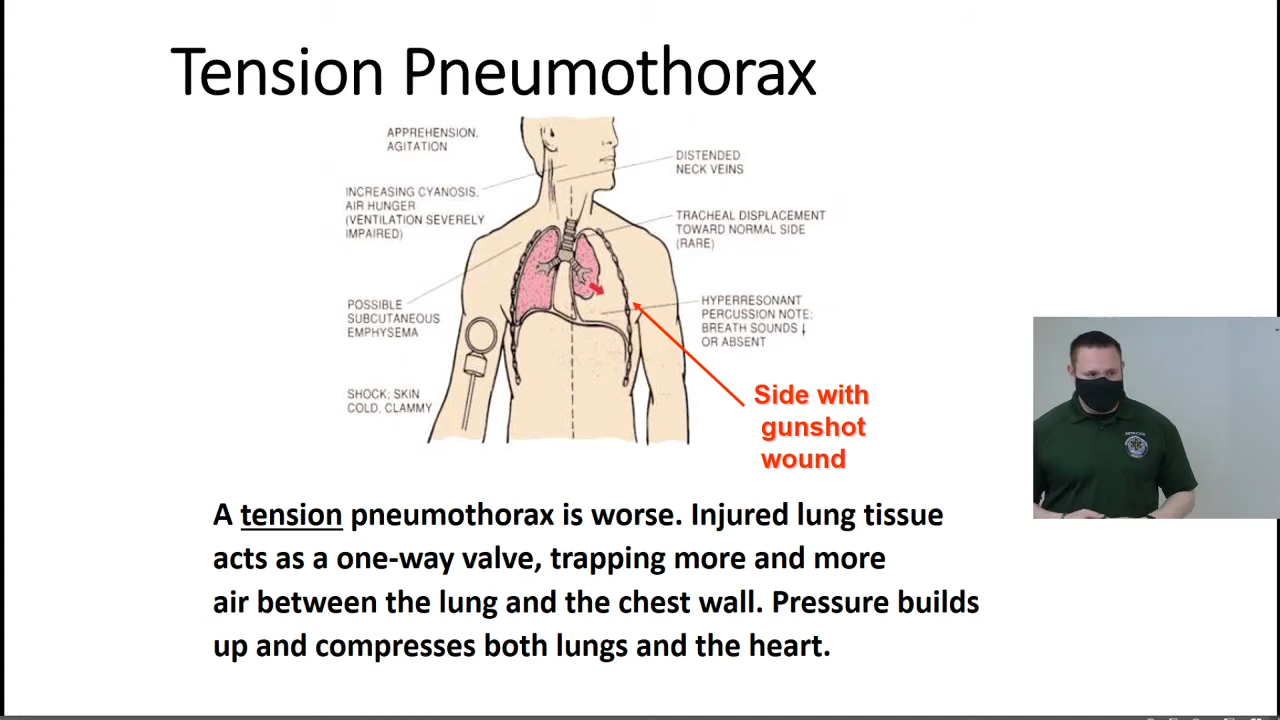 Tension Pneumothorax
APPREHENSION,
AGITATION
DISTENDED
NECK VEINS
INCREASING CYANOSIS,
AIR HUNGER
(VENTILATION SEVERELY
IMPAIRED)
TRACHEAL DISPLACEMENT
TOWARD NORMAL SIDE
(RARE)
POSSIBLE
SUBCUTANEOUS
EMPHYSEMA
HYPERRESONANT
PERCUSSION NOTE:
BREATH SOUNDS ↓
OR ABSENT
SHOCK; SKIN
COLD, CLAMMY
Side with
gunshot
wound
A tension pneumothorax is worse. Injured lung tissue
acts as a one-way valve, trapping more and more
air between the lung and the chest wall. Pressure builds
up and compresses both lungs and the heart.